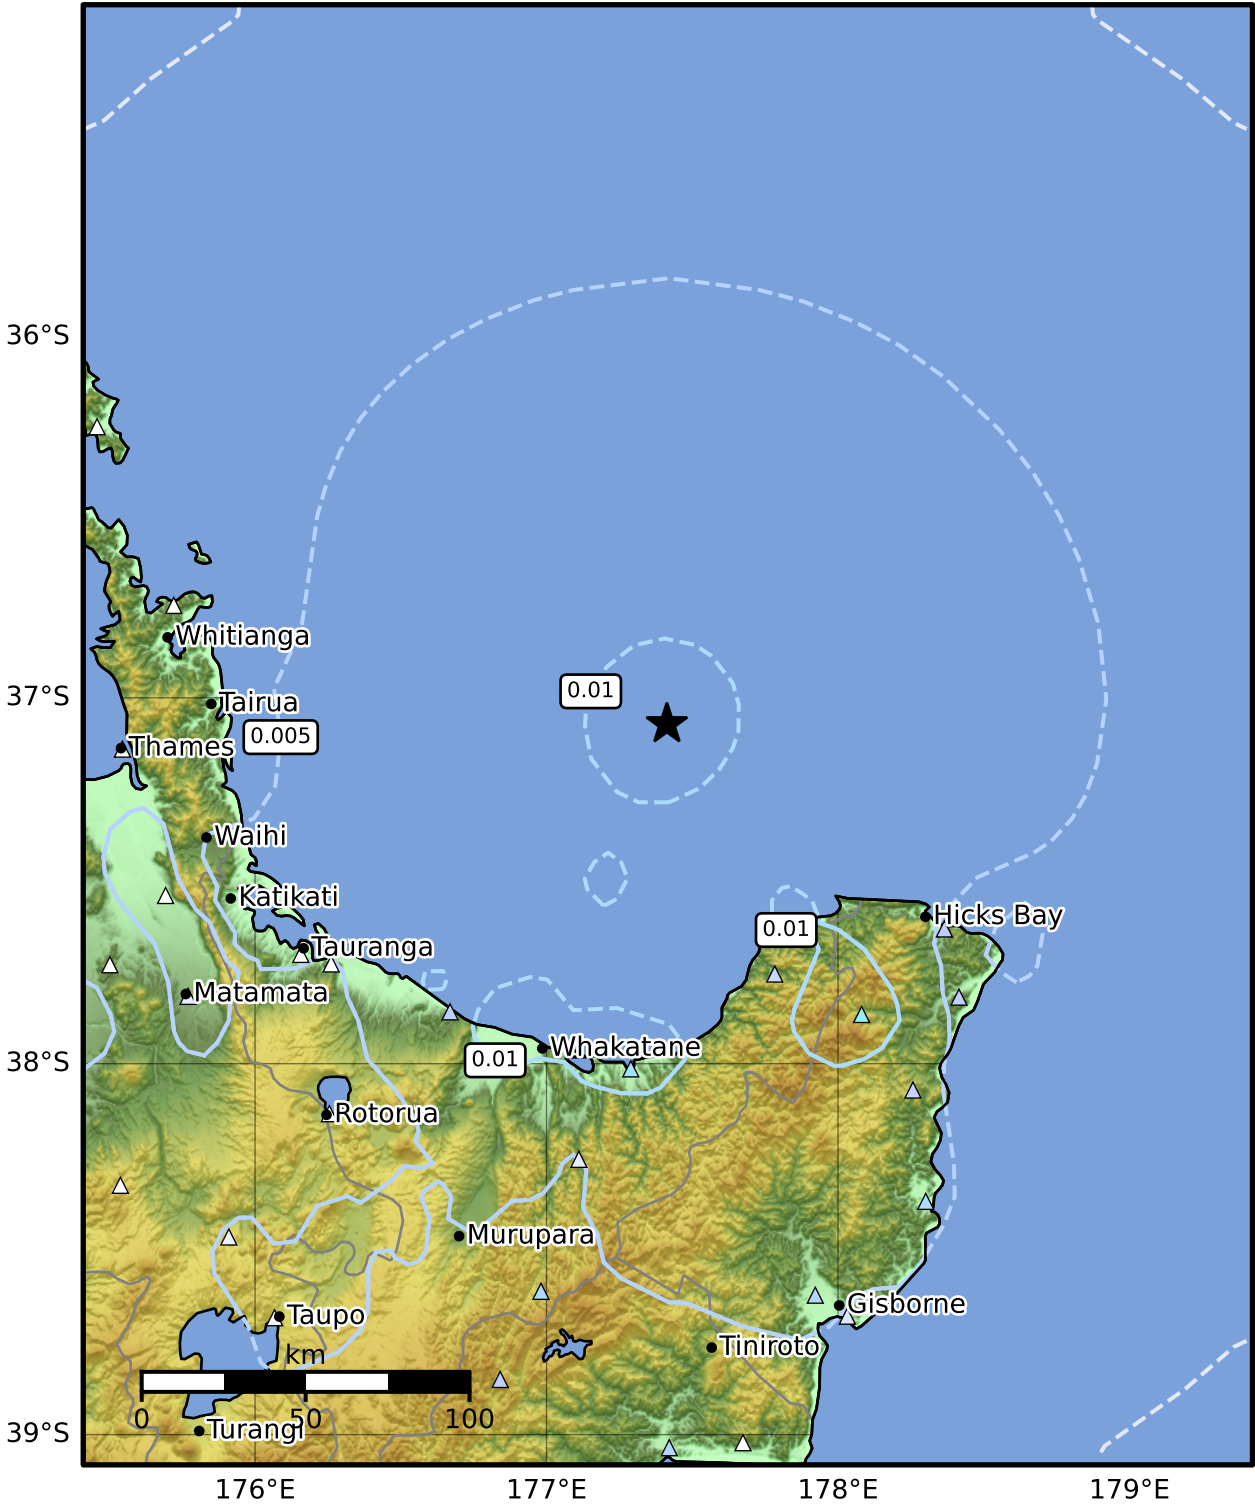 36°S
Whitianga
37°S
0.01
Tairua
0.005
Thames
Waihi
Katikati
Hicks Bay
0.01
Tauranga
Matamata
38°S
0.01
Whakatane
Rotorua
Murupara
Gisborne
Taupo
Tiniroto
km
0 50 100
39°S
Turangi
176°E 177°E 178°E 179°E